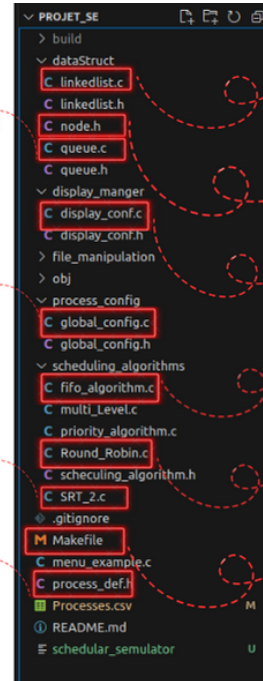 PROJET_SE
build
dataStruct
C linkedlist.c
C linkedlist.h
C node.h
C queue.c
C queue.h
display_manger
C display_conf.c
C display_conf.h
file_manipulation
obj
process_config
C global_config.c
C global_config.h
scheduling_algorithms
C fifo_algorithm.c
C multi_Level.c
C priority_algorithm.c
C Round_Robin.c
C scheculing_algorithm.h
C SRT_2.c
.gitignore
M Makefile
C menu_example.c
C process_def.h
Processes.csv M
README.md
schedular_semulator U